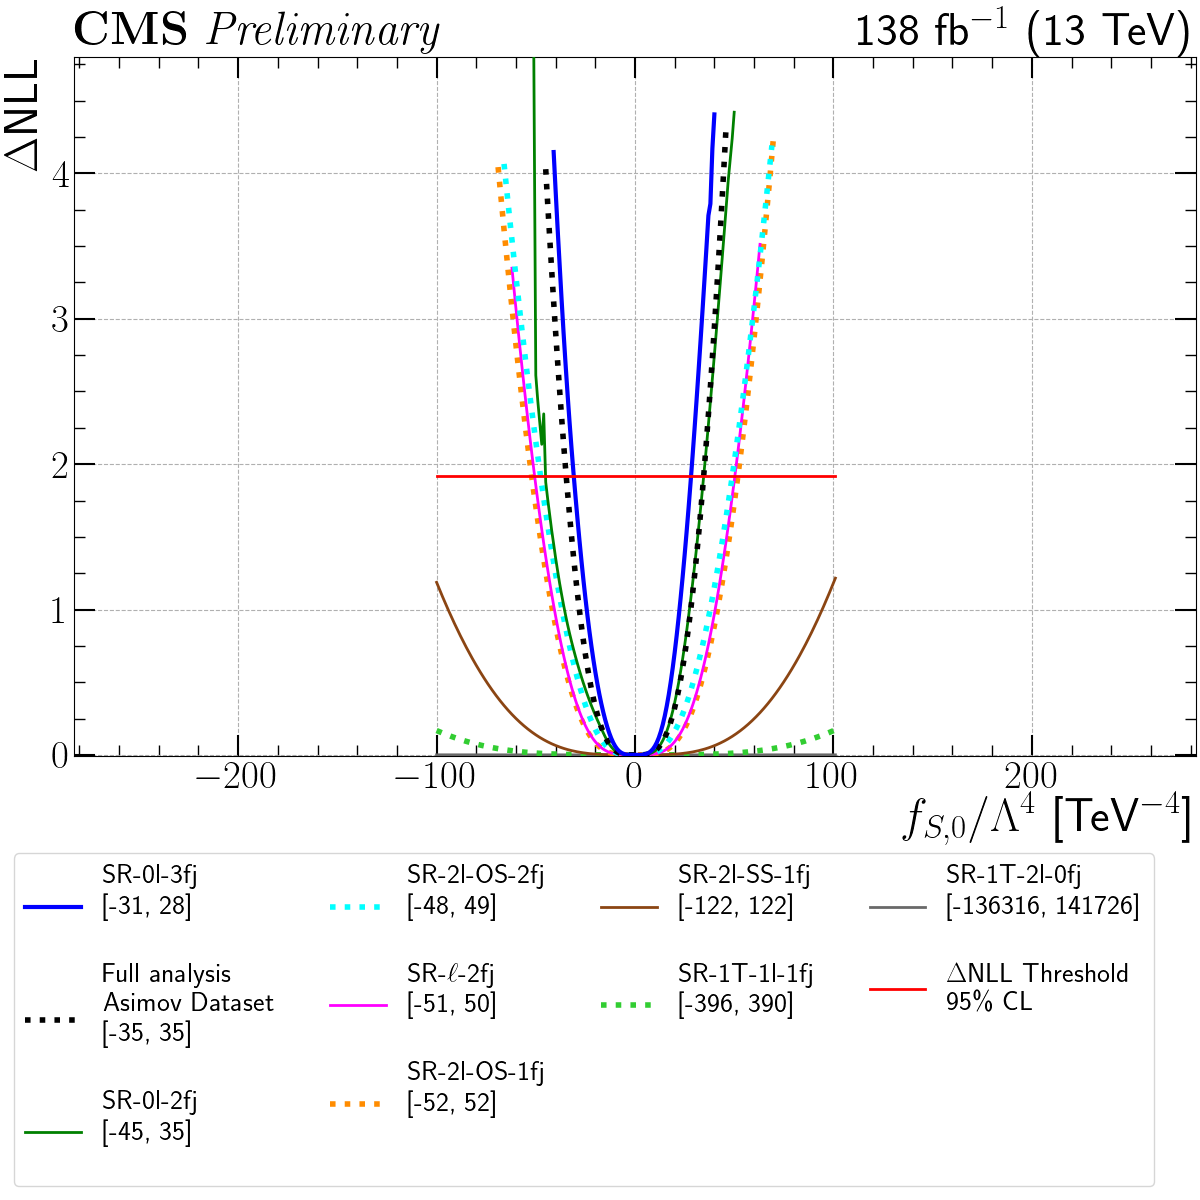 CMS Preliminary 138 fb⁻¹ (13 TeV)
ΔNLL
4
3
2
1
0
−200 −100 0 100 200
f_{S,0}/Λ⁴ [TeV⁻⁴]
SR-0l-3fj
[-31, 28]
Full analysis
Asimov Dataset
[-35, 35]
SR-0l-2fj
[-45, 35]
SR-2l-OS-2fj
[-48, 49]
SR-ℓ-2fj
[-51, 50]
SR-2l-OS-1fj
[-52, 52]
SR-2l-SS-1fj
[-122, 122]
SR-1T-1l-1fj
[-396, 390]
SR-1T-2l-0fj
[-136316, 141726]
ΔNLL Threshold
95% CL